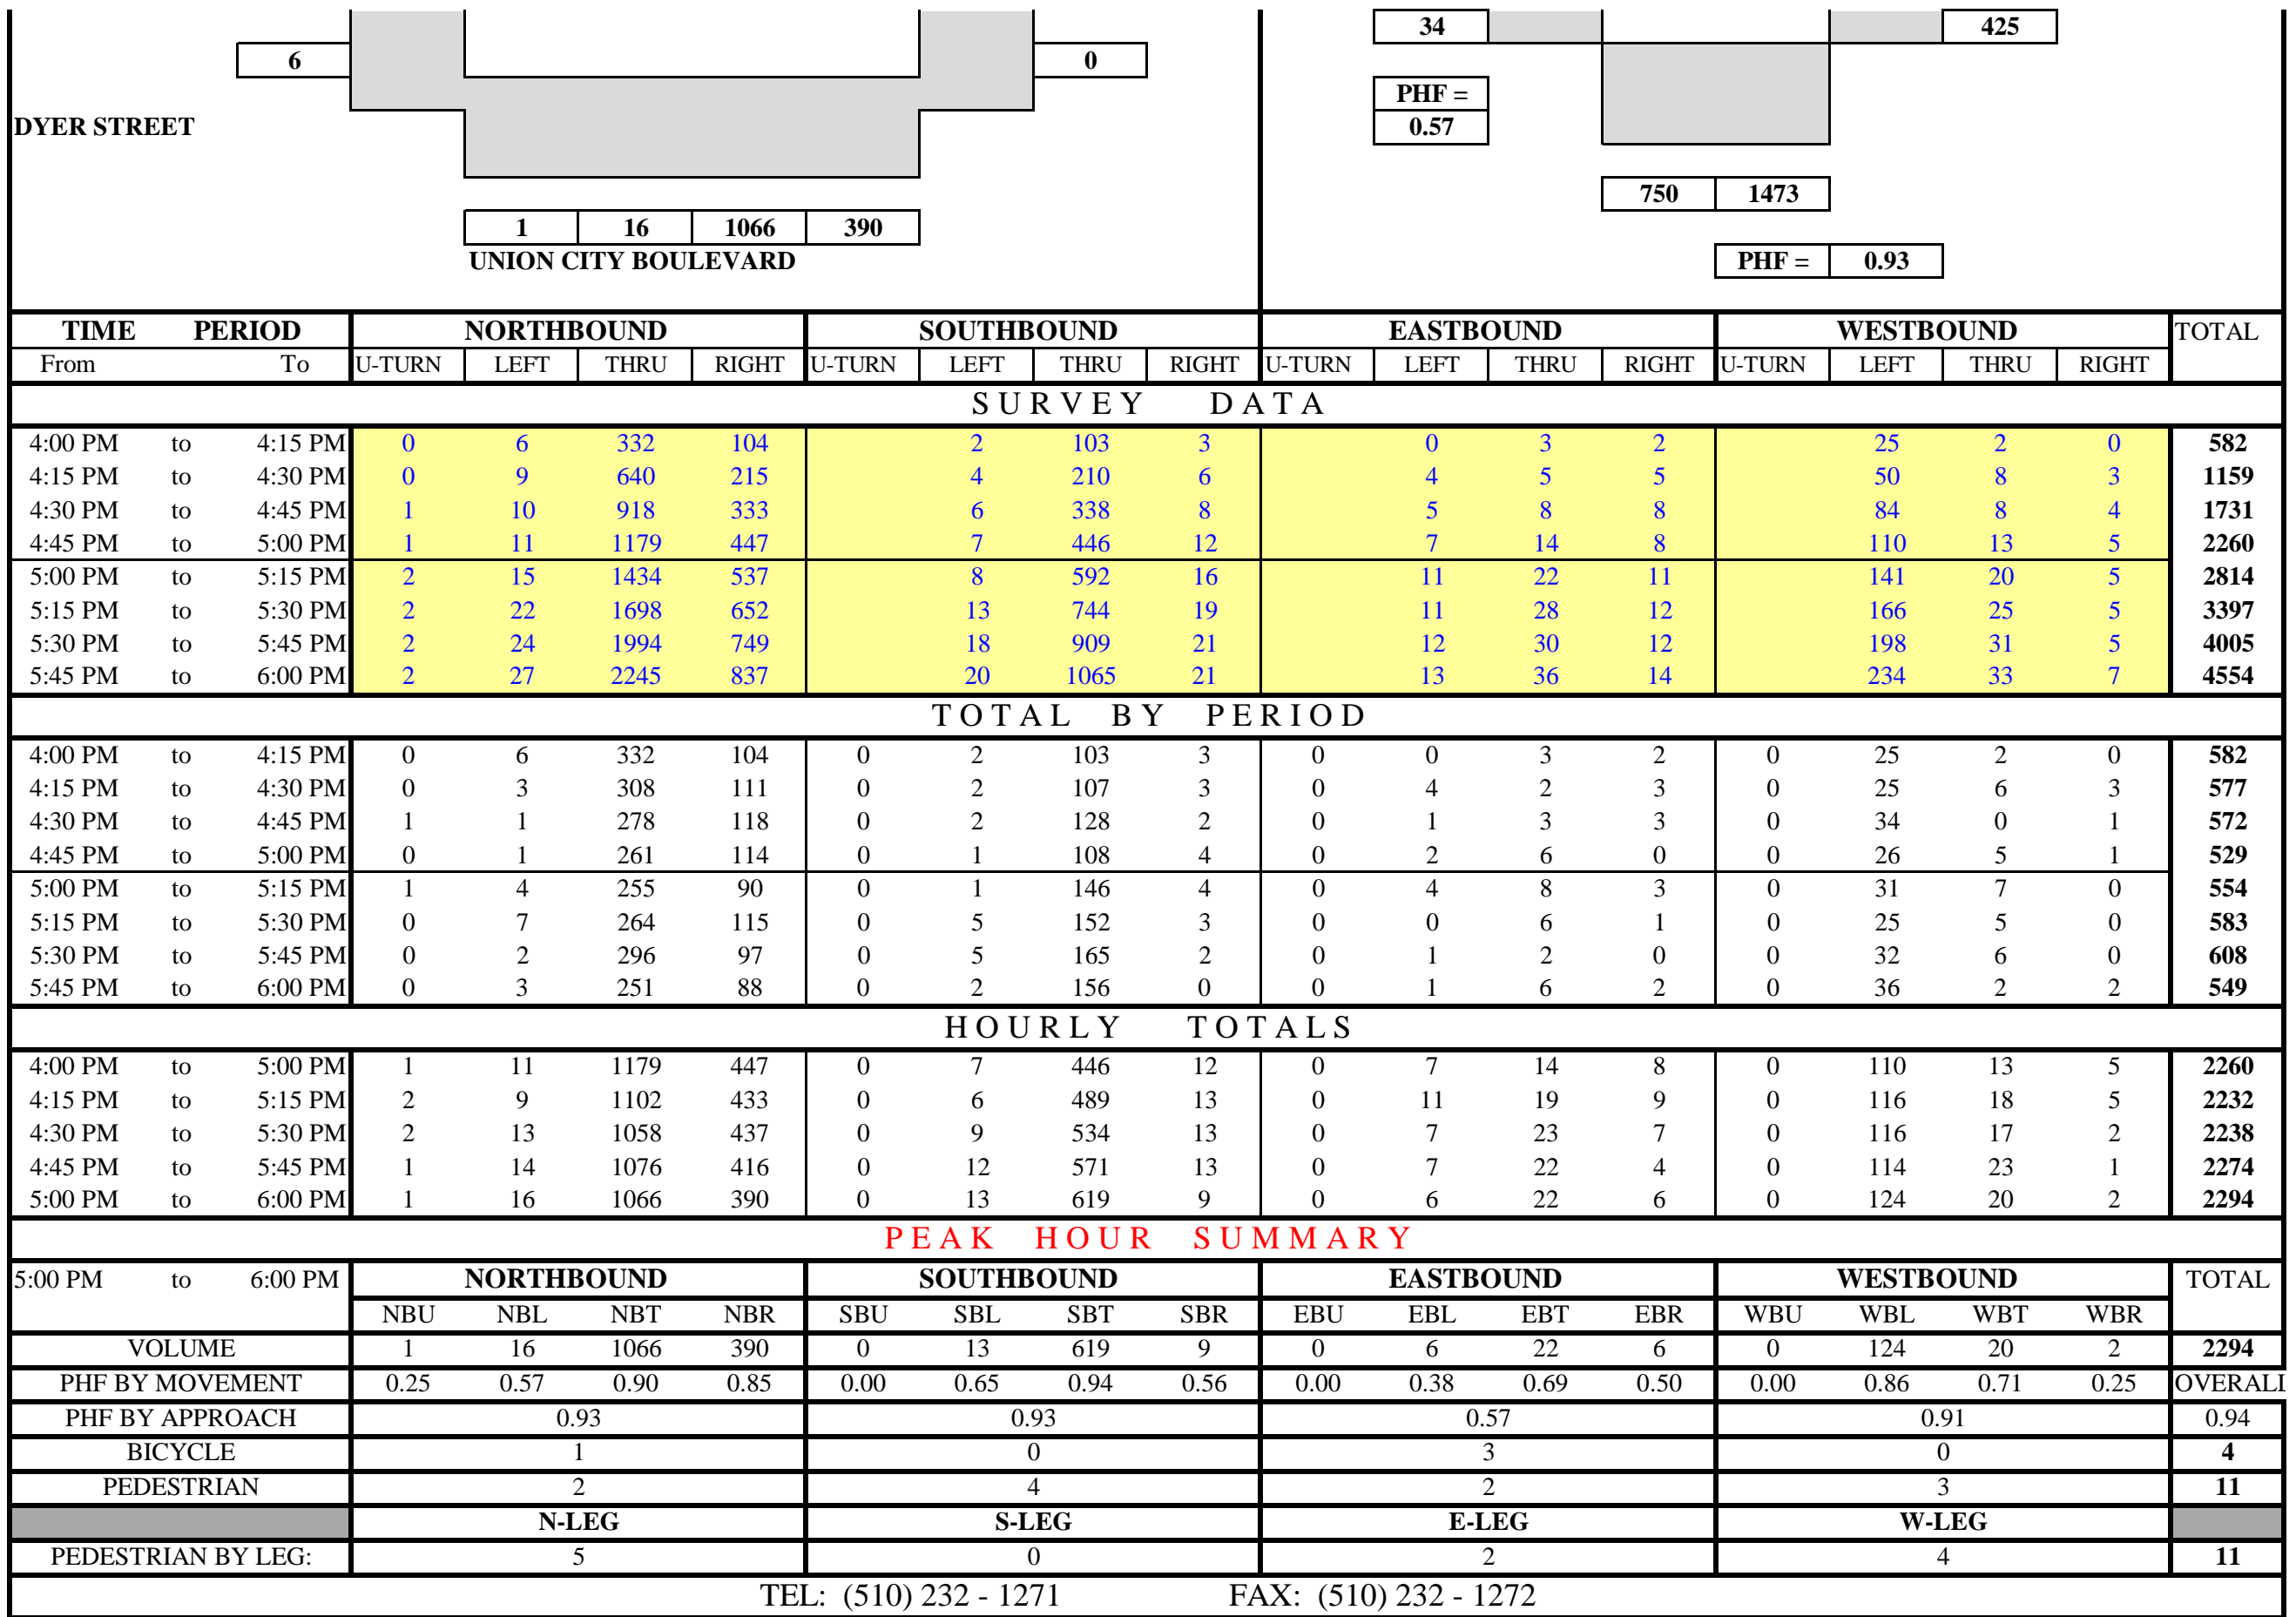 34 425
6 0
PHF =
DYER STREET 0.57
750 1473
1 16 1066 390
UNION CITY BOULEVARD PHF = 0.93
TIME PERIOD NORTHBOUND SOUTHBOUND EASTBOUND WESTBOUND TOTAL
From To U-TURN LEFT THRU RIGHT U-TURN LEFT THRU RIGHT U-TURN LEFT THRU RIGHT U-TURN LEFT THRU RIGHT
SURVEY DATA
4:00 PM to 4:15 PM 0 6 332 104 2 103 3 0 3 2 25 2 0 582
4:15 PM to 4:30 PM 0 9 640 215 4 210 6 4 5 5 50 8 3 1159
4:30 PM to 4:45 PM 1 10 918 333 6 338 8 5 8 8 84 8 4 1731
4:45 PM to 5:00 PM 1 11 1179 447 7 446 12 7 14 8 110 13 5 2260
5:00 PM to 5:15 PM 2 15 1434 537 8 592 16 11 22 11 141 20 5 2814
5:15 PM to 5:30 PM 2 22 1698 652 13 744 19 11 28 12 166 25 5 3397
5:30 PM to 5:45 PM 2 24 1994 749 18 909 21 12 30 12 198 31 5 4005
5:45 PM to 6:00 PM 2 27 2245 837 20 1065 21 13 36 14 234 33 7 4554
TOTAL BY PERIOD
4:00 PM to 4:15 PM 0 6 332 104 0 2 103 3 0 0 3 2 0 25 2 0 582
4:15 PM to 4:30 PM 0 3 308 111 0 2 107 3 0 4 2 3 0 25 6 3 577
4:30 PM to 4:45 PM 1 1 278 118 0 2 128 2 0 1 3 3 0 34 0 1 572
4:45 PM to 5:00 PM 0 1 261 114 0 1 108 4 0 2 6 0 0 26 5 1 529
5:00 PM to 5:15 PM 1 4 255 90 0 1 146 4 0 4 8 3 0 31 7 0 554
5:15 PM to 5:30 PM 0 7 264 115 0 5 152 3 0 0 6 1 0 25 5 0 583
5:30 PM to 5:45 PM 0 2 296 97 0 5 165 2 0 1 2 0 0 32 6 0 608
5:45 PM to 6:00 PM 0 3 251 88 0 2 156 0 0 1 6 2 0 36 2 2 549
HOURLY TOTALS
4:00 PM to 5:00 PM 1 11 1179 447 0 7 446 12 0 7 14 8 0 110 13 5 2260
4:15 PM to 5:15 PM 2 9 1102 433 0 6 489 13 0 11 19 9 0 116 18 5 2232
4:30 PM to 5:30 PM 2 13 1058 437 0 9 534 13 0 7 23 7 0 116 17 2 2238
4:45 PM to 5:45 PM 1 14 1076 416 0 12 571 13 0 7 22 4 0 114 23 1 2274
5:00 PM to 6:00 PM 1 16 1066 390 0 13 619 9 0 6 22 6 0 124 20 2 2294
PEAK HOUR SUMMARY
5:00 PM to 6:00 PM NORTHBOUND SOUTHBOUND EASTBOUND WESTBOUND TOTAL
NBU NBL NBT NBR SBU SBL SBT SBR EBU EBL EBT EBR WBU WBL WBT WBR
VOLUME 1 16 1066 390 0 13 619 9 0 6 22 6 0 124 20 2 2294
PHF BY MOVEMENT 0.25 0.57 0.90 0.85 0.00 0.65 0.94 0.56 0.00 0.38 0.69 0.50 0.00 0.86 0.71 0.25 OVERALL
PHF BY APPROACH 0.93 0.93 0.57 0.91 0.94
BICYCLE 1 0 3 0 4
PEDESTRIAN 2 4 2 3 11
N-LEG S-LEG E-LEG W-LEG
PEDESTRIAN BY LEG: 5 0 2 4 11
TEL: (510) 232 - 1271 FAX: (510) 232 - 1272